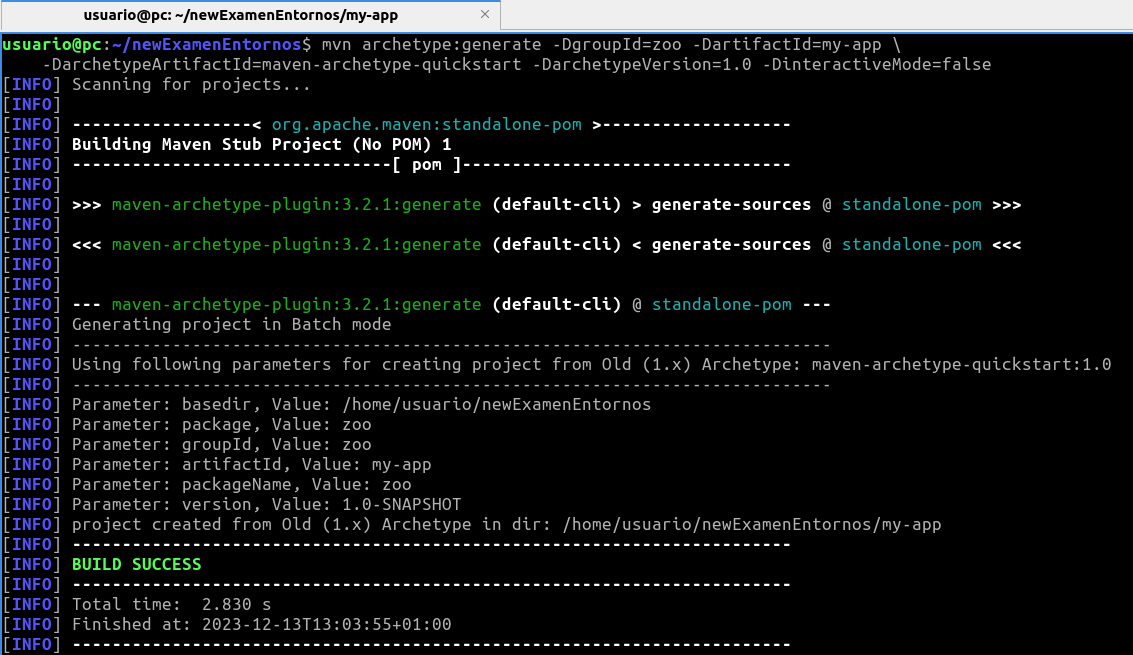 usuario@pc: ~/newExamenEntornos/my-app ×
usuario@pc:~/newExamenEntornos$ mvn archetype:generate -DgroupId=zoo -DartifactId=my-app \
    -DarchetypeArtifactId=maven-archetype-quickstart -DarchetypeVersion=1.0 -DinteractiveMode=false
[INFO] Scanning for projects...
[INFO]
[INFO] ------------------< org.apache.maven:standalone-pom >-------------------
[INFO] Building Maven Stub Project (No POM) 1
[INFO] --------------------------------[ pom ]---------------------------------
[INFO]
[INFO] >>> maven-archetype-plugin:3.2.1:generate (default-cli) > generate-sources @ standalone-pom >>>
[INFO]
[INFO] <<< maven-archetype-plugin:3.2.1:generate (default-cli) < generate-sources @ standalone-pom <<<
[INFO]
[INFO]
[INFO] --- maven-archetype-plugin:3.2.1:generate (default-cli) @ standalone-pom ---
[INFO] Generating project in Batch mode
[INFO] ----------------------------------------------------------------------------
[INFO] Using following parameters for creating project from Old (1.x) Archetype: maven-archetype-quickstart:1.0
[INFO] ----------------------------------------------------------------------------
[INFO] Parameter: basedir, Value: /home/usuario/newExamenEntornos
[INFO] Parameter: package, Value: zoo
[INFO] Parameter: groupId, Value: zoo
[INFO] Parameter: artifactId, Value: my-app
[INFO] Parameter: packageName, Value: zoo
[INFO] Parameter: version, Value: 1.0-SNAPSHOT
[INFO] project created from Old (1.x) Archetype in dir: /home/usuario/newExamenEntornos/my-app
[INFO] ------------------------------------------------------------------------
[INFO] BUILD SUCCESS
[INFO] ------------------------------------------------------------------------
[INFO] Total time:  2.830 s
[INFO] Finished at: 2023-12-13T13:03:55+01:00
[INFO] ------------------------------------------------------------------------